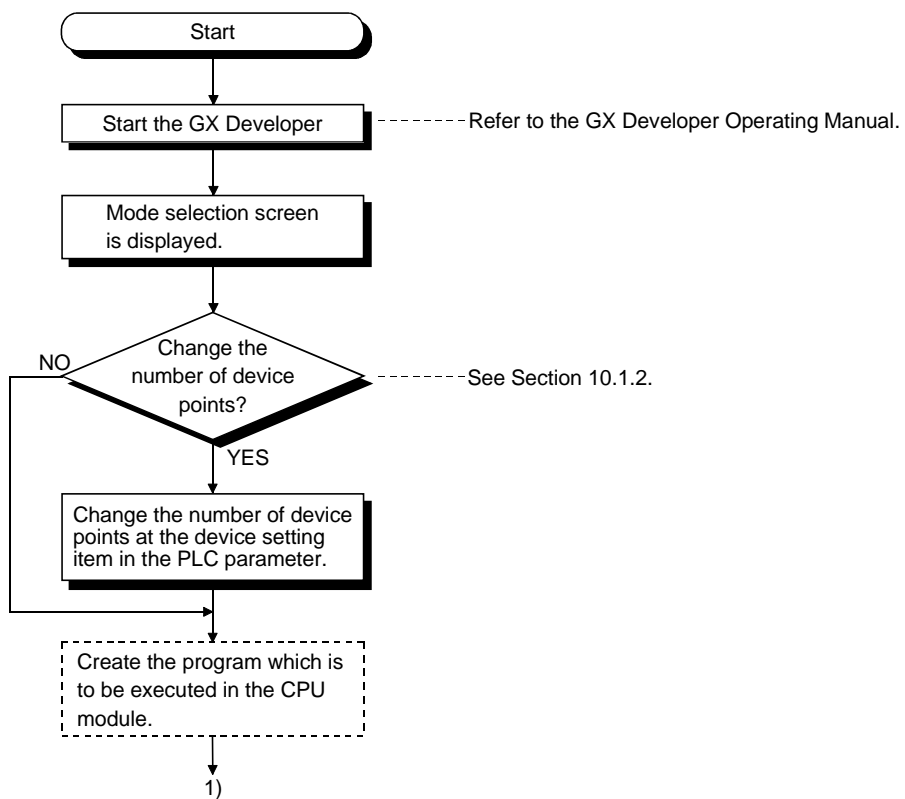 Start
Start the GX Developer
Refer to the GX Developer Operating Manual.
Mode selection screen
is displayed.
Change the
number of device
points?
NO
See Section 10.1.2.
YES
Change the number of device
points at the device setting
item in the PLC parameter.
Create the program which is
to be executed in the CPU
module.
1)